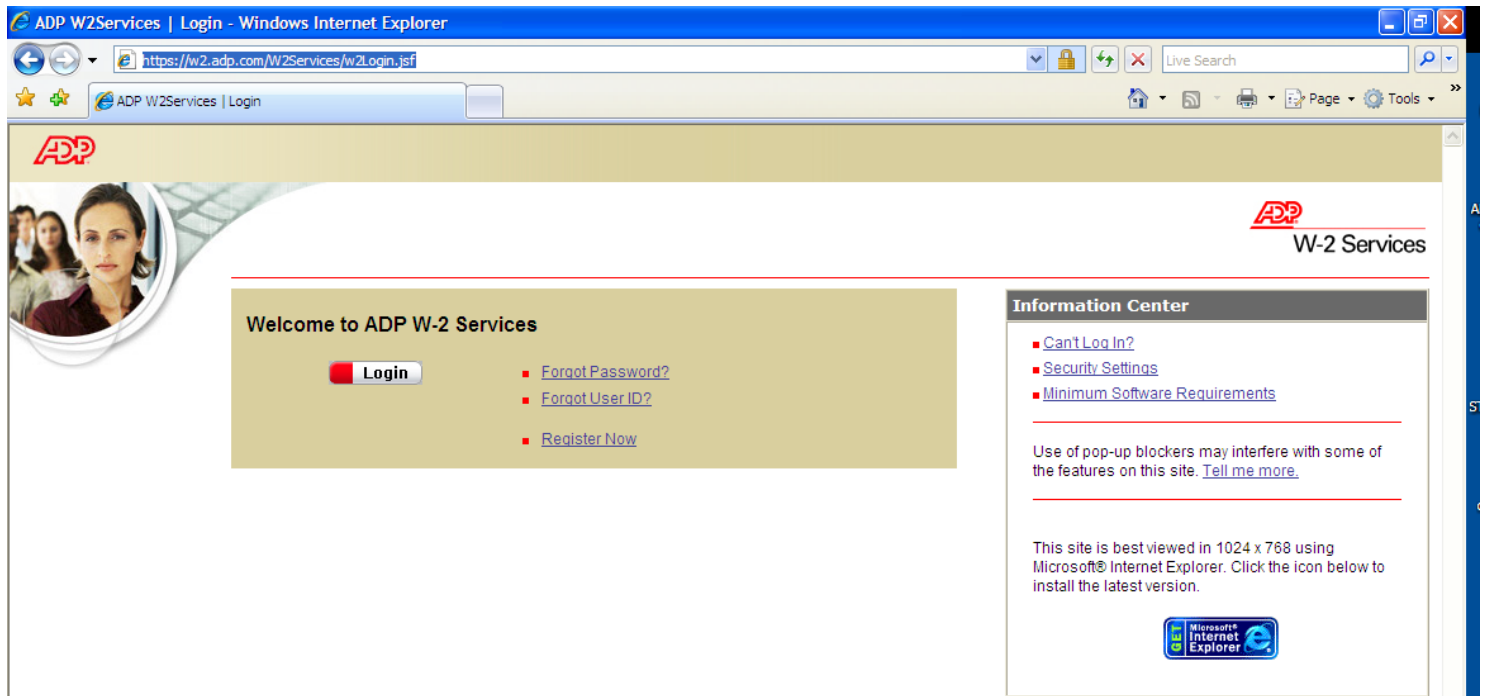 ADP W2Services | Login - Windows Internet Explorer
https://w2.adp.com/W2Services/w2Login.jsf
Live Search
ADP W2Services | Login
Page
Tools
»
ADP
ADP
W-2 Services
Welcome to ADP W-2 Services
Login
Forgot Password?
Forgot User ID?
Register Now
Information Center
Can't Log In?
Security Settings
Minimum Software Requirements
Use of pop-up blockers may interfere with some of
the features on this site. Tell me more.
This site is best viewed in 1024 x 768 using
Microsoft® Internet Explorer. Click the icon below to
install the latest version.
GET
Microsoft®
Internet
Explorer